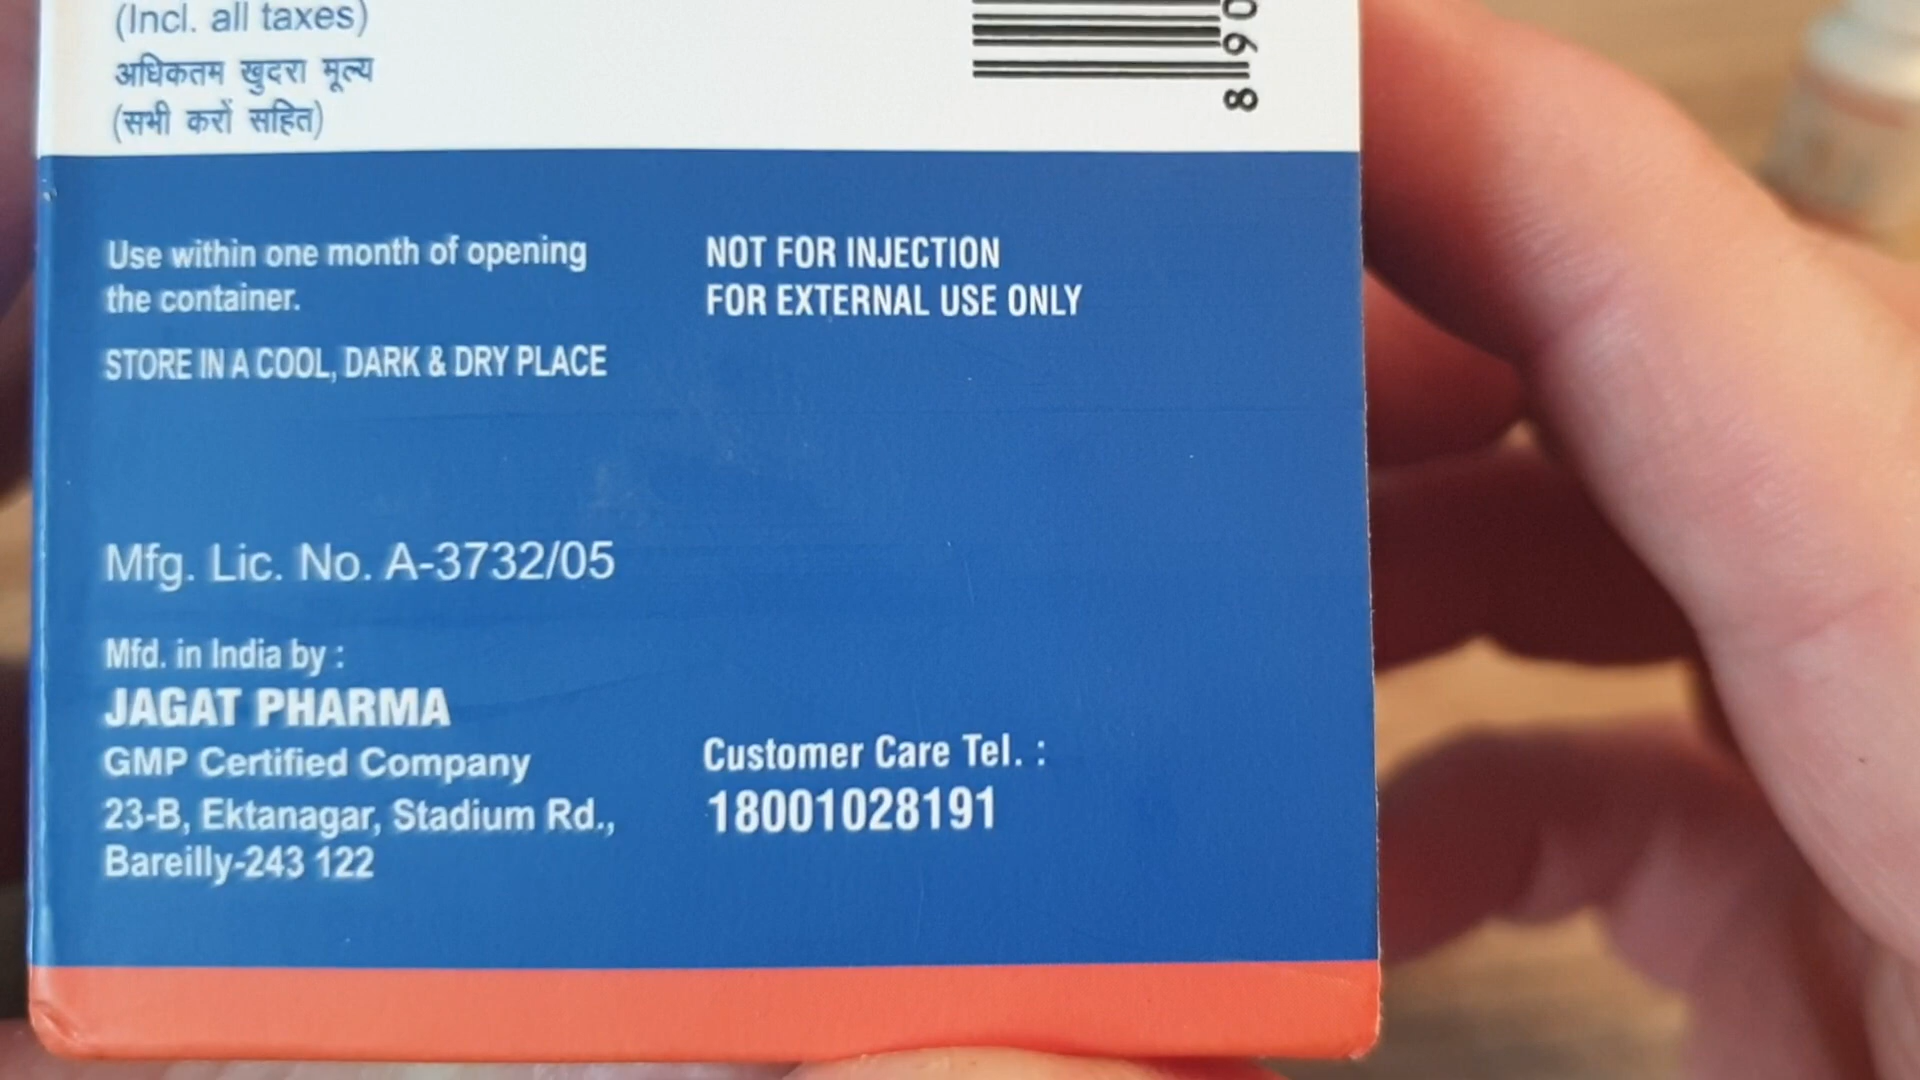 (Incl. all taxes)
अधिकतम खुदरा मूल्य
(सभी करों सहित)
8 90
Use within one month of opening
the container.
STORE IN A COOL, DARK & DRY PLACE
NOT FOR INJECTION
FOR EXTERNAL USE ONLY
Mfg. Lic. No. A-3732/05
Mfd. in India by :
JAGAT PHARMA
GMP Certified Company
23-B, Ektanagar, Stadium Rd.,
Bareilly-243 122
Customer Care Tel. :
18001028191